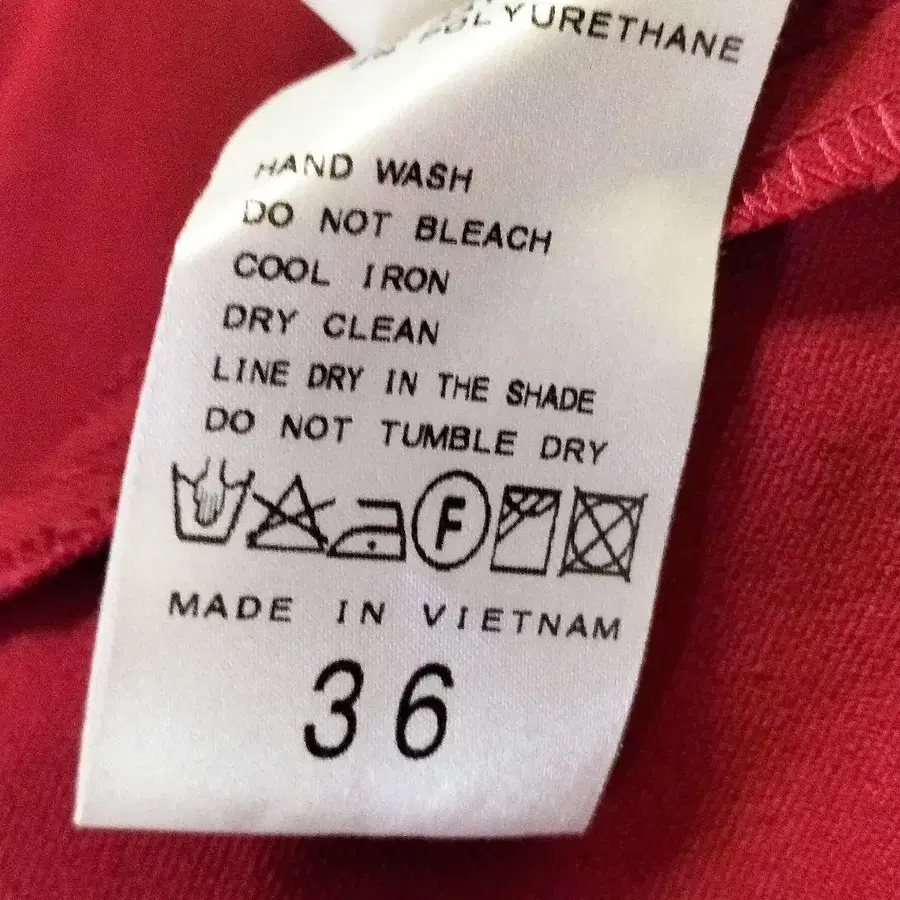 POLYURETHANE
HAND WASH
DO NOT BLEACH
COOL IRON
DRY CLEAN
LINE DRY IN THE SHADE
DO NOT TUMBLE DRY
F
MADE IN VIETNAM
36